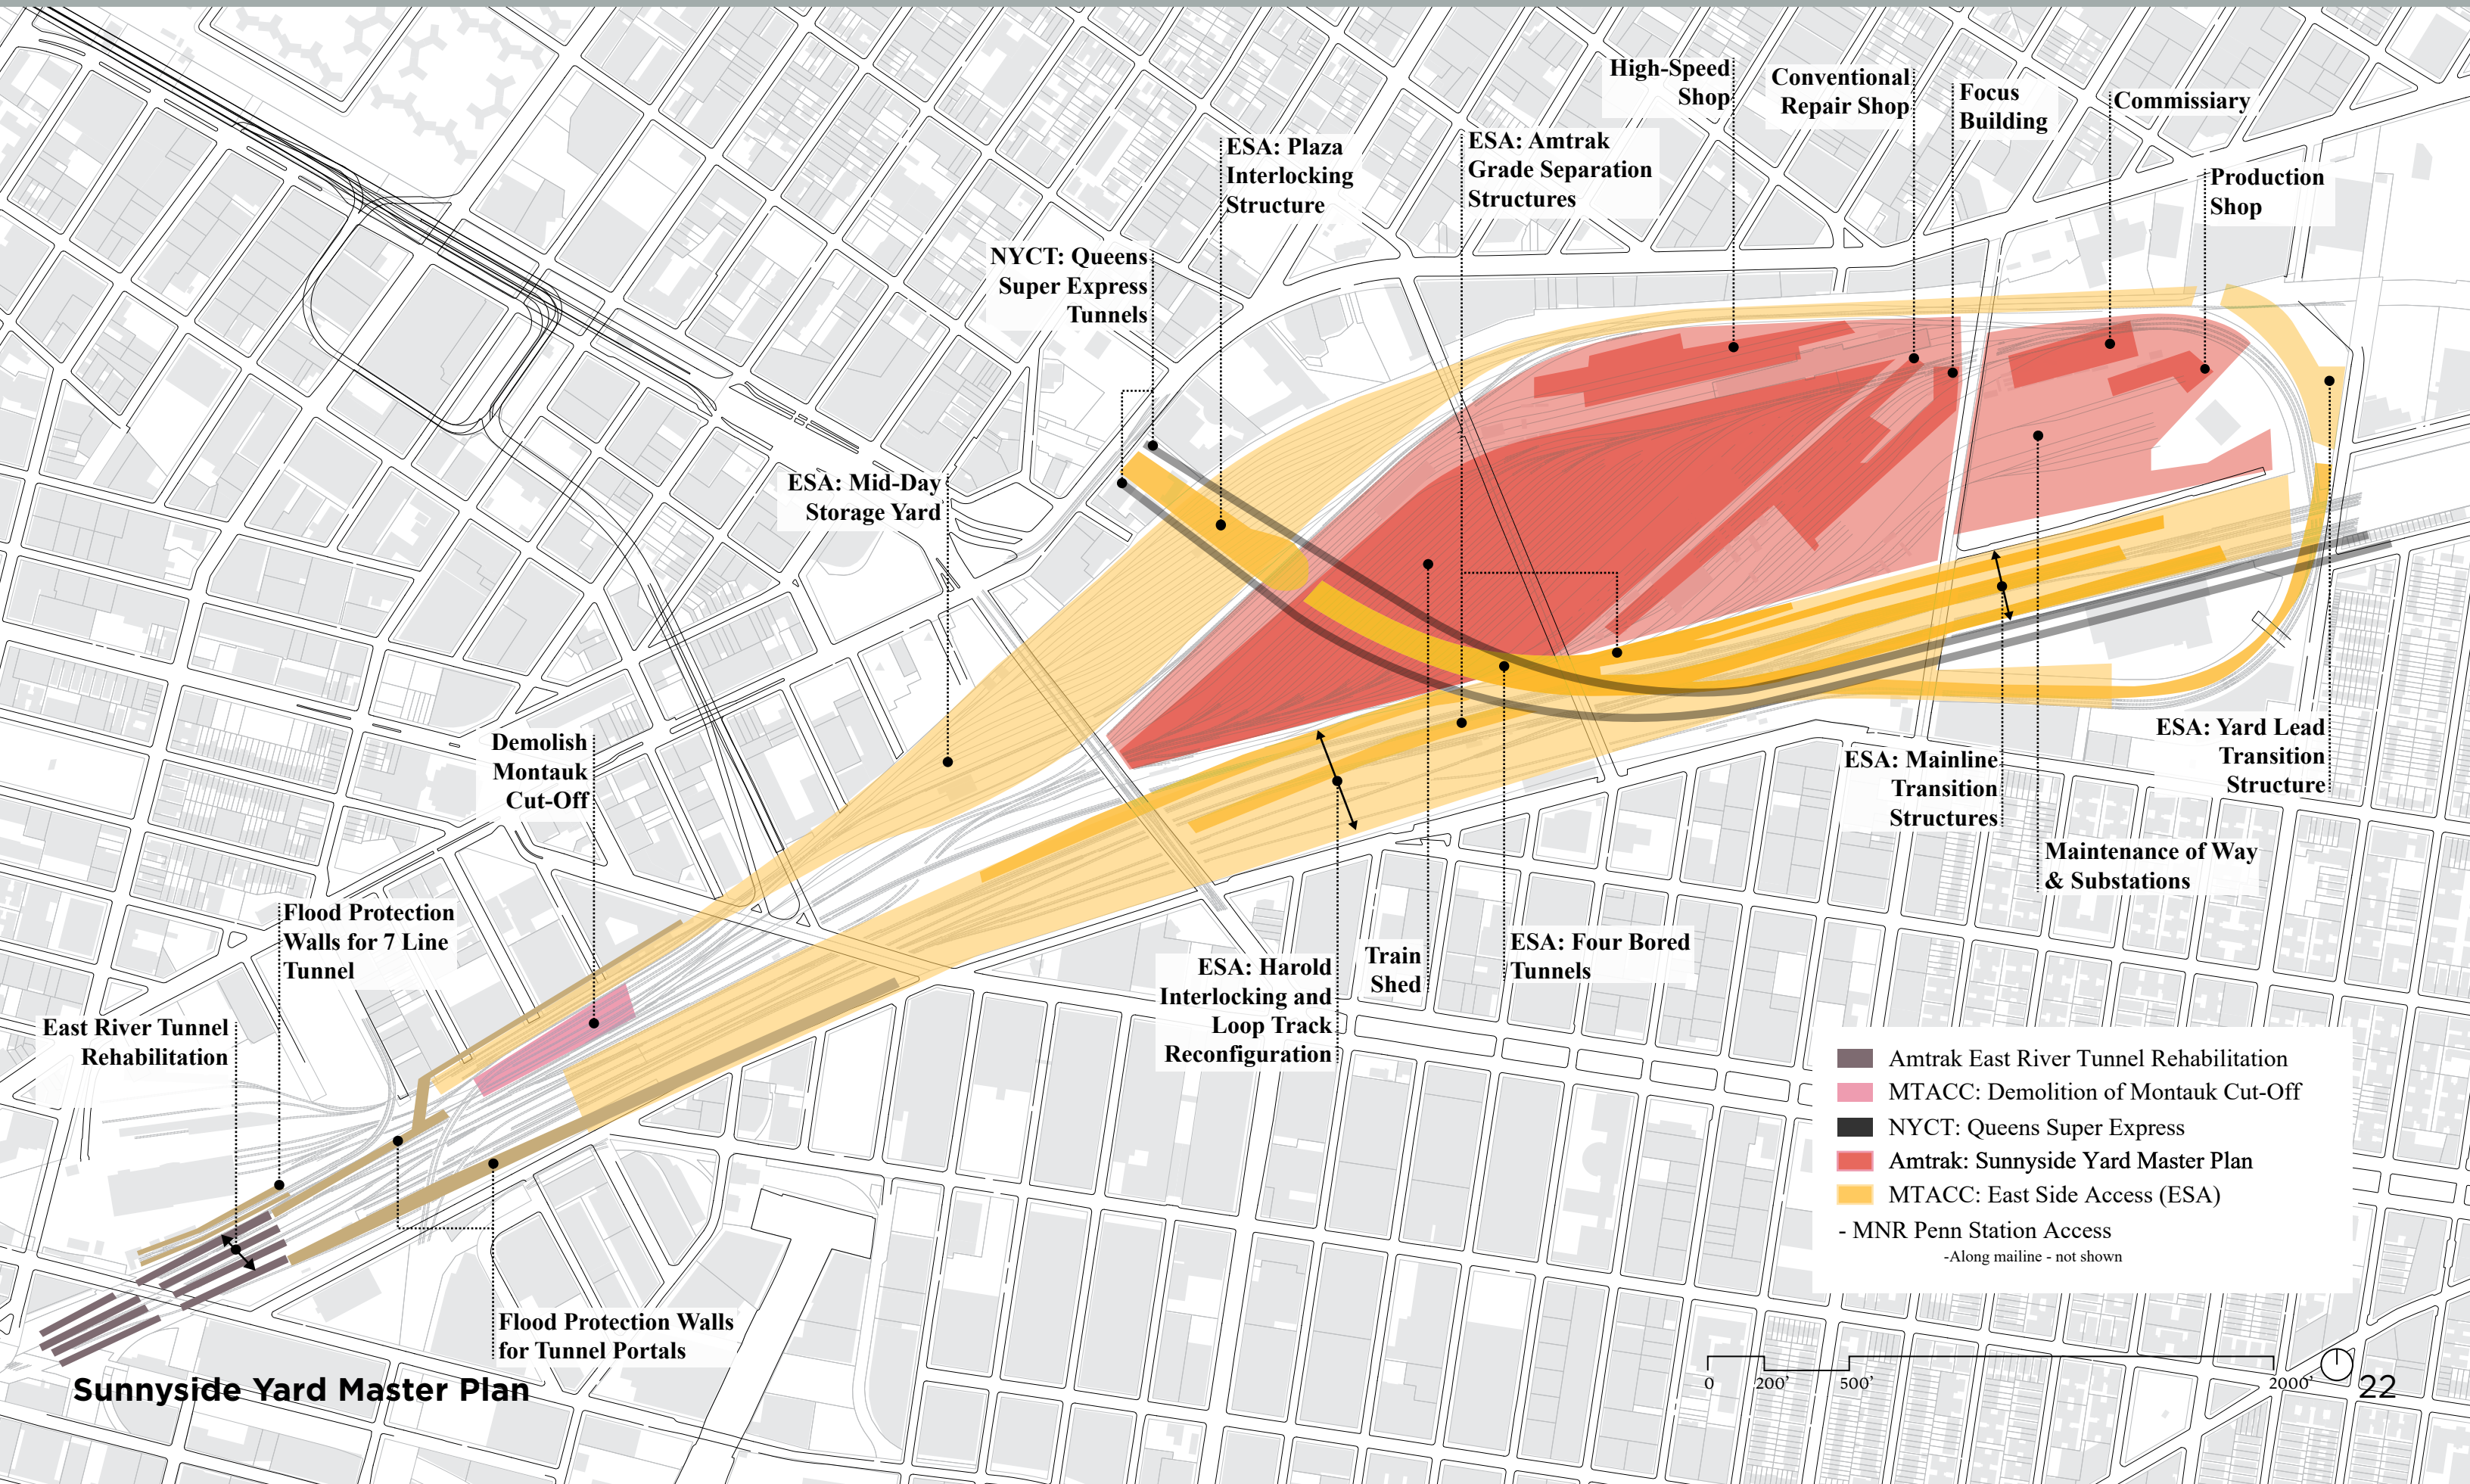 High-Speed
Shop
Conventional
Repair Shop
Focus
Building
Commissiary
ESA: Plaza
Interlocking
Structure
ESA: Amtrak
Grade Separation
Structures
Production
Shop
NYCT: Queens
Super Express
Tunnels
ESA: Mid-Day
Storage Yard
Demolish
Montauk
Cut-Off
ESA: Yard Lead
Transition
Structure
ESA: Mainline
Transition
Structures
Maintenance of Way
& Substations
Flood Protection
Walls for 7 Line
Tunnel
East River Tunnel
Rehabilitation
ESA: Harold
Interlocking and
Loop Track
Reconfiguration
Train
Shed
ESA: Four Bored
Tunnels
Amtrak East River Tunnel Rehabilitation
MTACC: Demolition of Montauk Cut-Off
NYCT: Queens Super Express
Amtrak: Sunnyside Yard Master Plan
MTACC: East Side Access (ESA)
- MNR Penn Station Access
-Along mailine - not shown
Flood Protection Walls
for Tunnel Portals
Sunnyside Yard Master Plan
0 200' 500' 2000'
22